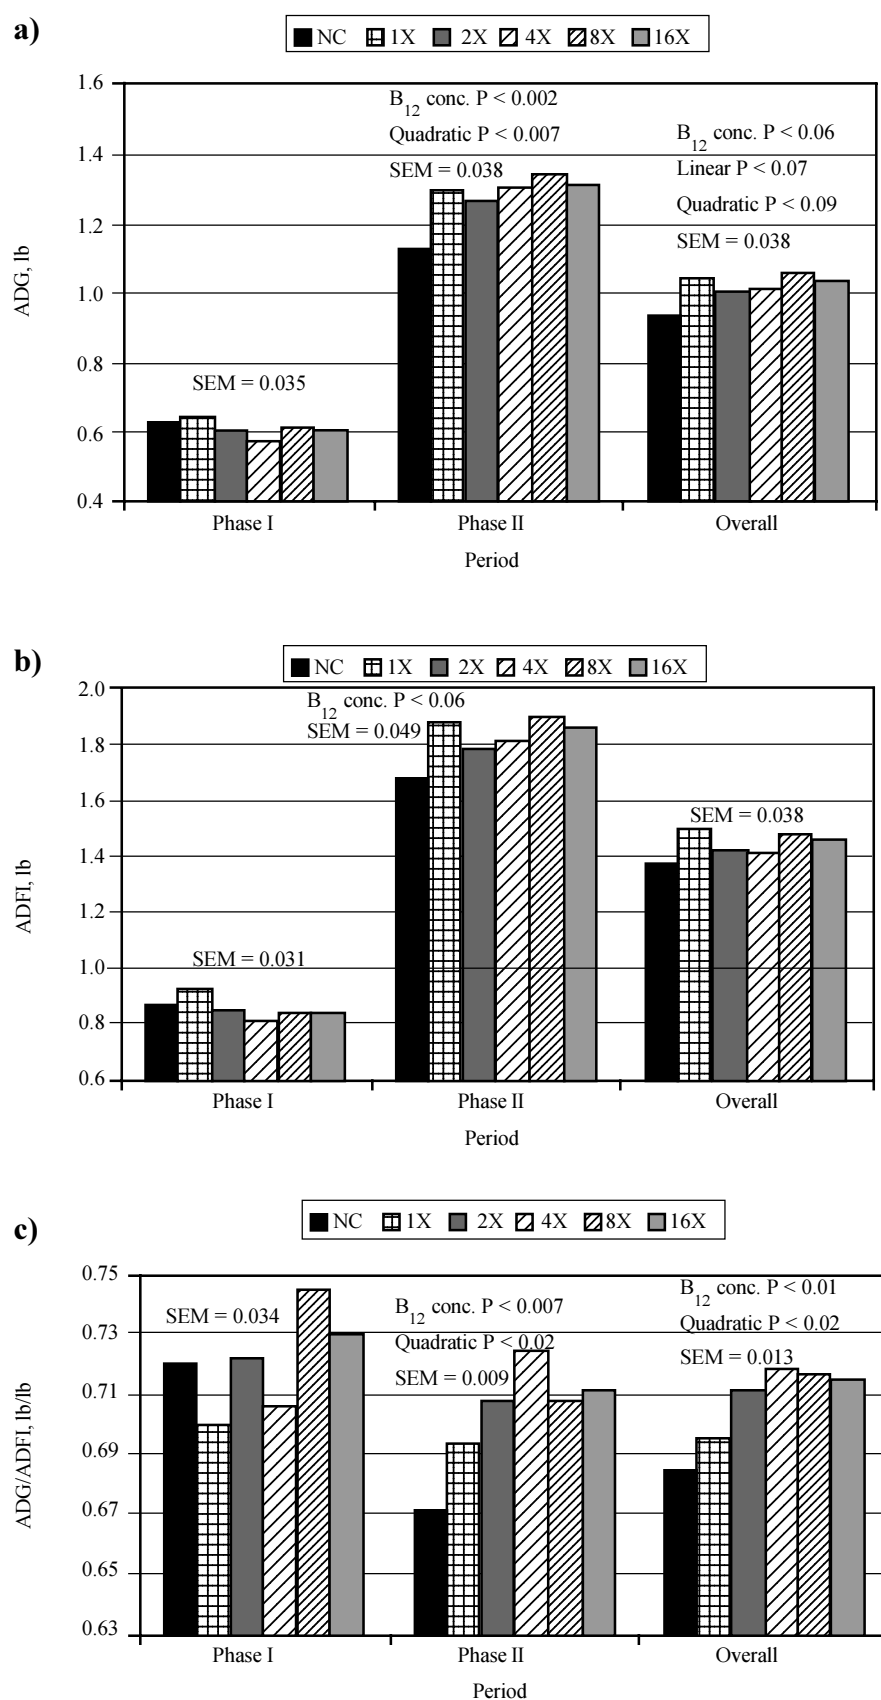 a)
NC 1X 2X 4X 8X 16X
1.6
1.4
1.2
1.0
0.8
0.6
0.4
ADG, lb
B12 conc. P < 0.002
Quadratic P < 0.007
SEM = 0.038
B12 conc. P < 0.06
Linear P < 0.07
Quadratic P < 0.09
SEM = 0.038
SEM = 0.035
Phase I Phase II Overall
Period
b)
NC 1X 2X 4X 8X 16X
2.0
1.8
1.6
1.4
1.2
1.0
0.8
0.6
ADFI, lb
B12 conc. P < 0.06
SEM = 0.049
SEM = 0.038
SEM = 0.031
Phase I Phase II Overall
Period
c)
NC 1X 2X 4X 8X 16X
0.75
0.73
0.71
0.69
0.67
0.65
0.63
ADG/ADFI, lb/lb
SEM = 0.034
B12 conc. P < 0.007
Quadratic P < 0.02
SEM = 0.009
B12 conc. P < 0.01
Quadratic P < 0.02
SEM = 0.013
Phase I Phase II Overall
Period